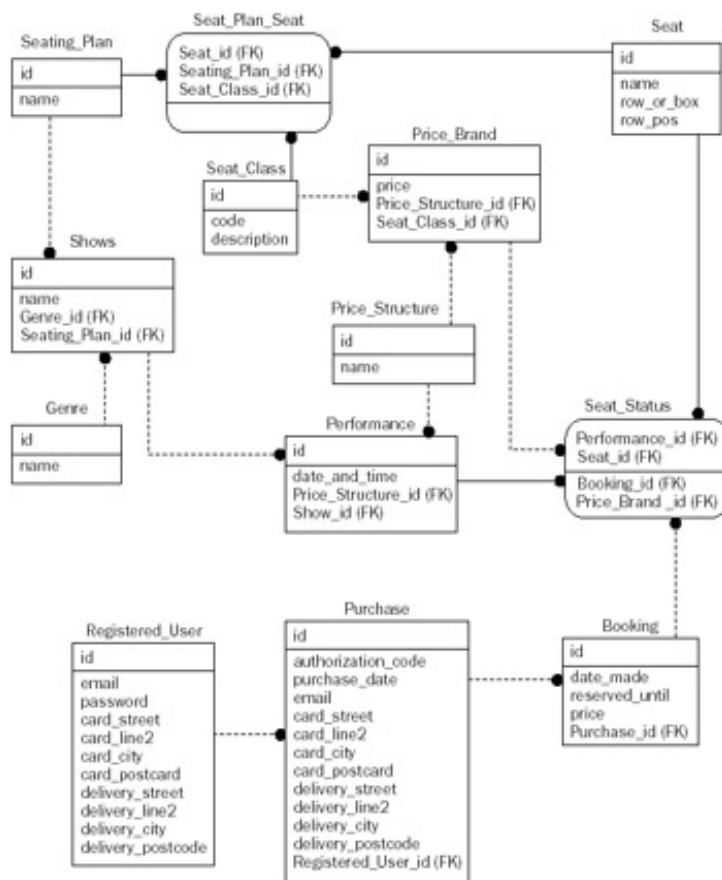 Seating_Plan
id
name
Seat_Plan_Seat
Seat_id (FK)
Seating_Plan_id (FK)
Seat_Class_id (FK)
Seat
id
name
row_or_box
row_pos
Seat_Class
id
code
description
Price_Brand
id
price
Price_Structure_id (FK)
Seat_Class_id (FK)
Shows
id
name
Genre_id (FK)
Seating_Plan_id (FK)
Price_Structure
id
name
Genre
id
name
Performance
id
date_and_time
Price_Structure_id (FK)
Show_id (FK)
Seat_Status
Performance_id (FK)
Seat_id (FK)
Booking_id (FK)
Price_Brand _id (FK)
Registered_User
id
email
password
card_street
card_line2
card_city
card_postcard
delivery_street
delivery_line2
delivery_city
delivery_postcode
Purchase
id
authorization_code
purchase_date
email
card_street
card_line2
card_city
card_postcard
delivery_street
delivery_line2
delivery_city
delivery_postcode
Registered_User_id (FK)
Booking
id
date_made
reserved_until
price
Purchase_id (FK)